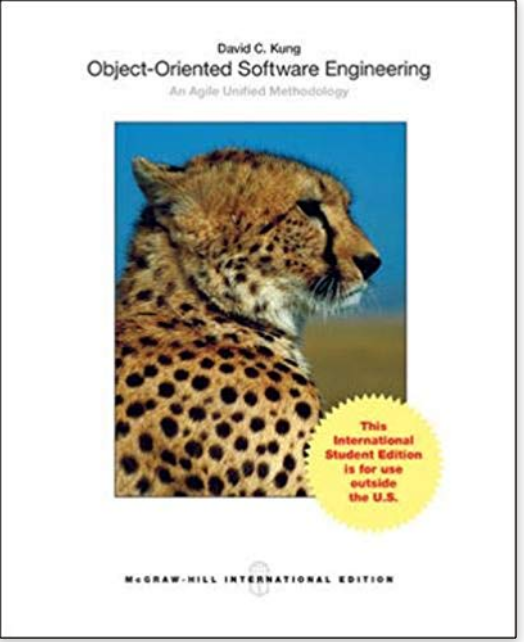 David C. Kung
Object-Oriented Software Engineering
An Agile Unified Methodology
This
International
Student Edition
is for use
outside
the U.S.
McGRAW-HILL INTERNATIONAL EDITION